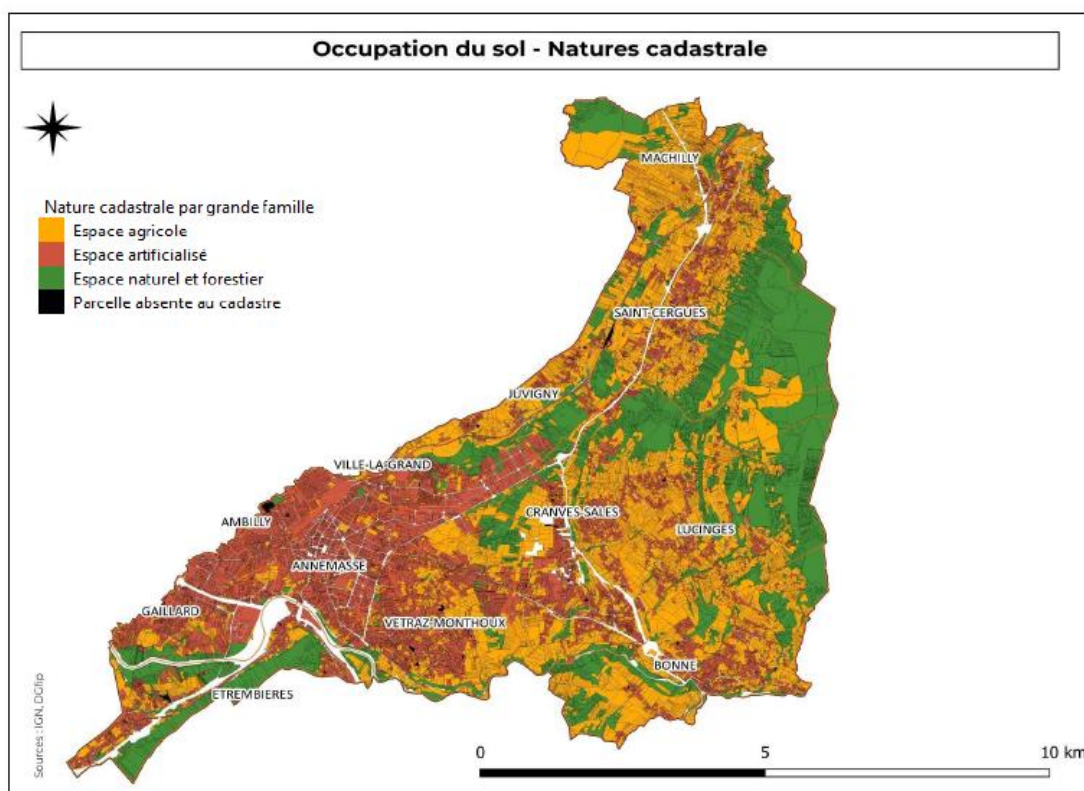 Occupation du sol - Natures cadastrale
Nature cadastrale par grande famille
Espace agricole
Espace artificialisé
Espace naturel et forestier
Parcelle absente au cadastre
MACHILLY
SAINT-CERGUES
JUVIGNY
VILLE-LA-GRAND
CRANVES-SALES
AMBILLY
LUCINGES
ANNEMASSE
GAILLARD
VETRAZ-MONTHOUX
BONNE
ETREMBIERES
Sources : IGN, DGfip
0 5 10 km